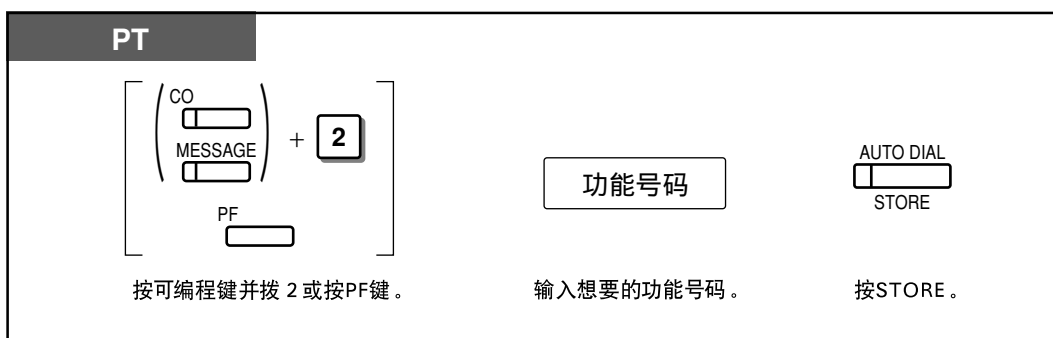 PT
CO
MESSAGE
+
2
PF
功能号码
AUTO DIAL
STORE
按可编程键并拨 2 或按PF键。
输入想要的功能号码。
按STORE。